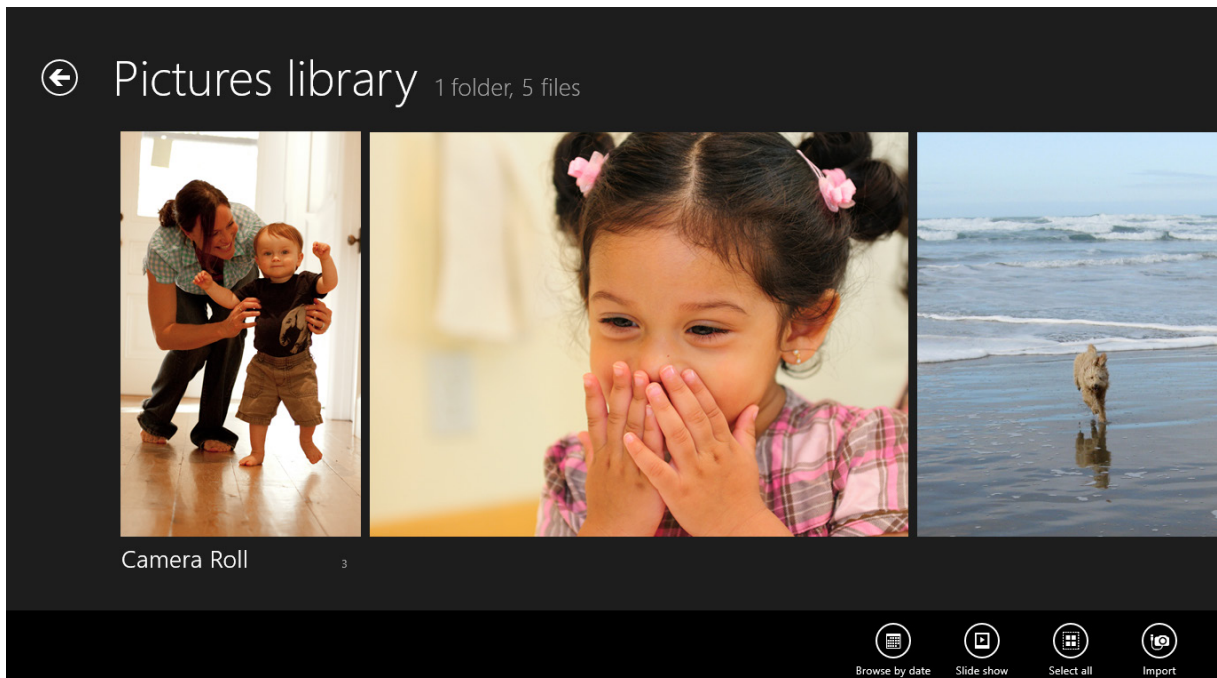 Pictures library 1 folder, 5 files
Camera Roll 3
Browse by date Slide show Select all Import